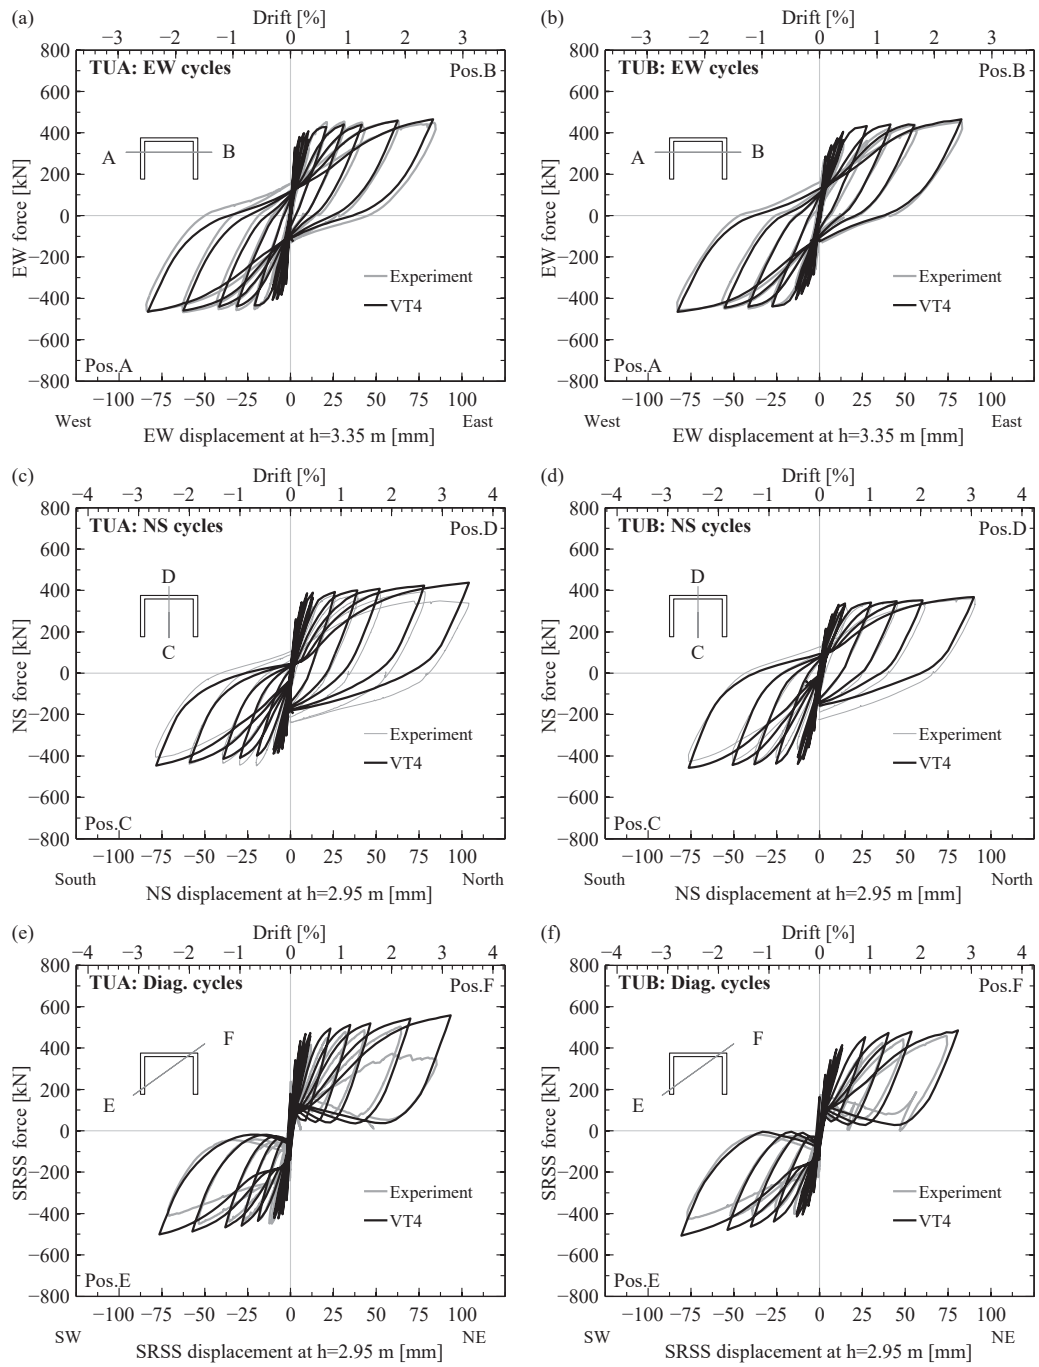 (a)
Drift [%]
−3 −2 −1 0 1 2 3
TUA: EW cycles
Pos.B
800
600
400
200
0
−200
−400
−600
−800
EW force [kN]
A B
Experiment
VT4
Pos.A
−100 −75 −50 −25 0 25 50 75 100
West East
EW displacement at h=3.35 m [mm]
(b)
Drift [%]
−3 −2 −1 0 1 2 3
TUB: EW cycles
Pos.B
800
600
400
200
0
−200
−400
−600
−800
EW force [kN]
A B
Experiment
VT4
Pos.A
−100 −75 −50 −25 0 25 50 75 100
West East
EW displacement at h=3.35 m [mm]
(c)
Drift [%]
−4 −3 −2 −1 0 1 2 3 4
TUA: NS cycles
Pos.D
800
600
400
200
0
−200
−400
−600
−800
NS force [kN]
D
C
Experiment
VT4
Pos.C
−100 −75 −50 −25 0 25 50 75 100
South North
NS displacement at h=2.95 m [mm]
(d)
Drift [%]
−4 −3 −2 −1 0 1 2 3 4
TUB: NS cycles
Pos.D
800
600
400
200
0
−200
−400
−600
−800
NS force [kN]
D
C
Experiment
VT4
Pos.C
−100 −75 −50 −25 0 25 50 75 100
South North
NS displacement at h=2.95 m [mm]
(e)
Drift [%]
−4 −3 −2 −1 0 1 2 3 4
TUA: Diag. cycles
Pos.F
800
600
400
200
0
−200
−400
−600
−800
SRSS force [kN]
F
E
Experiment
VT4
Pos.E
−100 −75 −50 −25 0 25 50 75 100
SW NE
SRSS displacement at h=2.95 m [mm]
(f)
Drift [%]
−4 −3 −2 −1 0 1 2 3 4
TUB: Diag. cycles
Pos.F
800
600
400
200
0
−200
−400
−600
−800
SRSS force [kN]
F
E
Experiment
VT4
Pos.E
−100 −75 −50 −25 0 25 50 75 100
SW NE
SRSS displacement at h=2.95 m [mm]